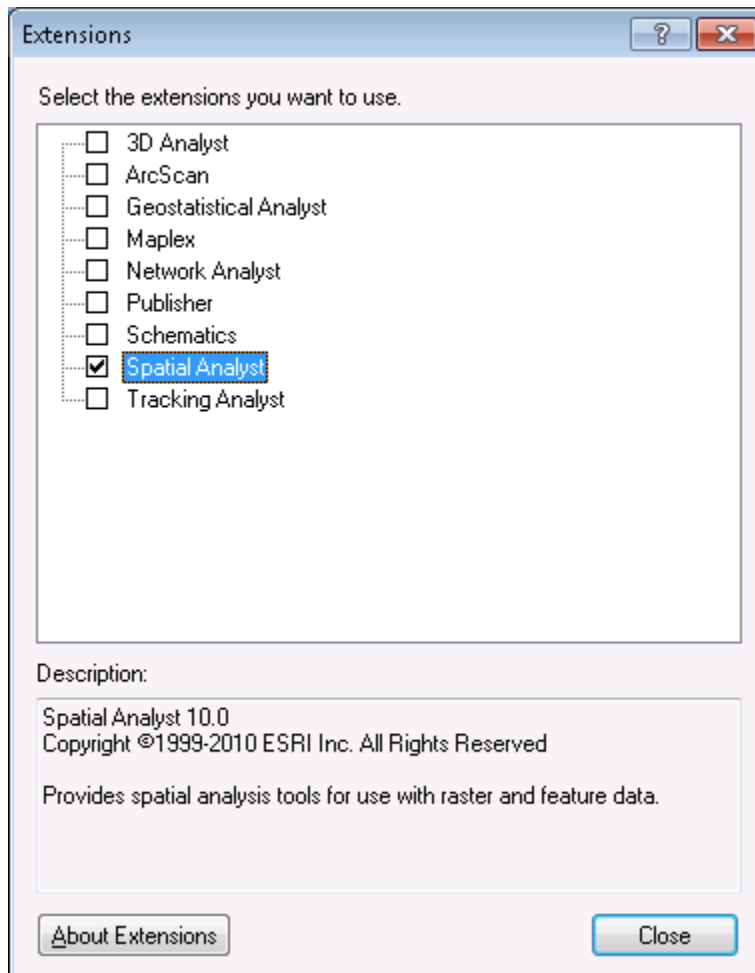 Extensions
Select the extensions you want to use.
3D Analyst
ArcScan
Geostatistical Analyst
Maplex
Network Analyst
Publisher
Schematics
Spatial Analyst
Tracking Analyst
Description:
Spatial Analyst 10.0
Copyright ©1999-2010 ESRI Inc. All Rights Reserved
Provides spatial analysis tools for use with raster and feature data.
About Extensions Close